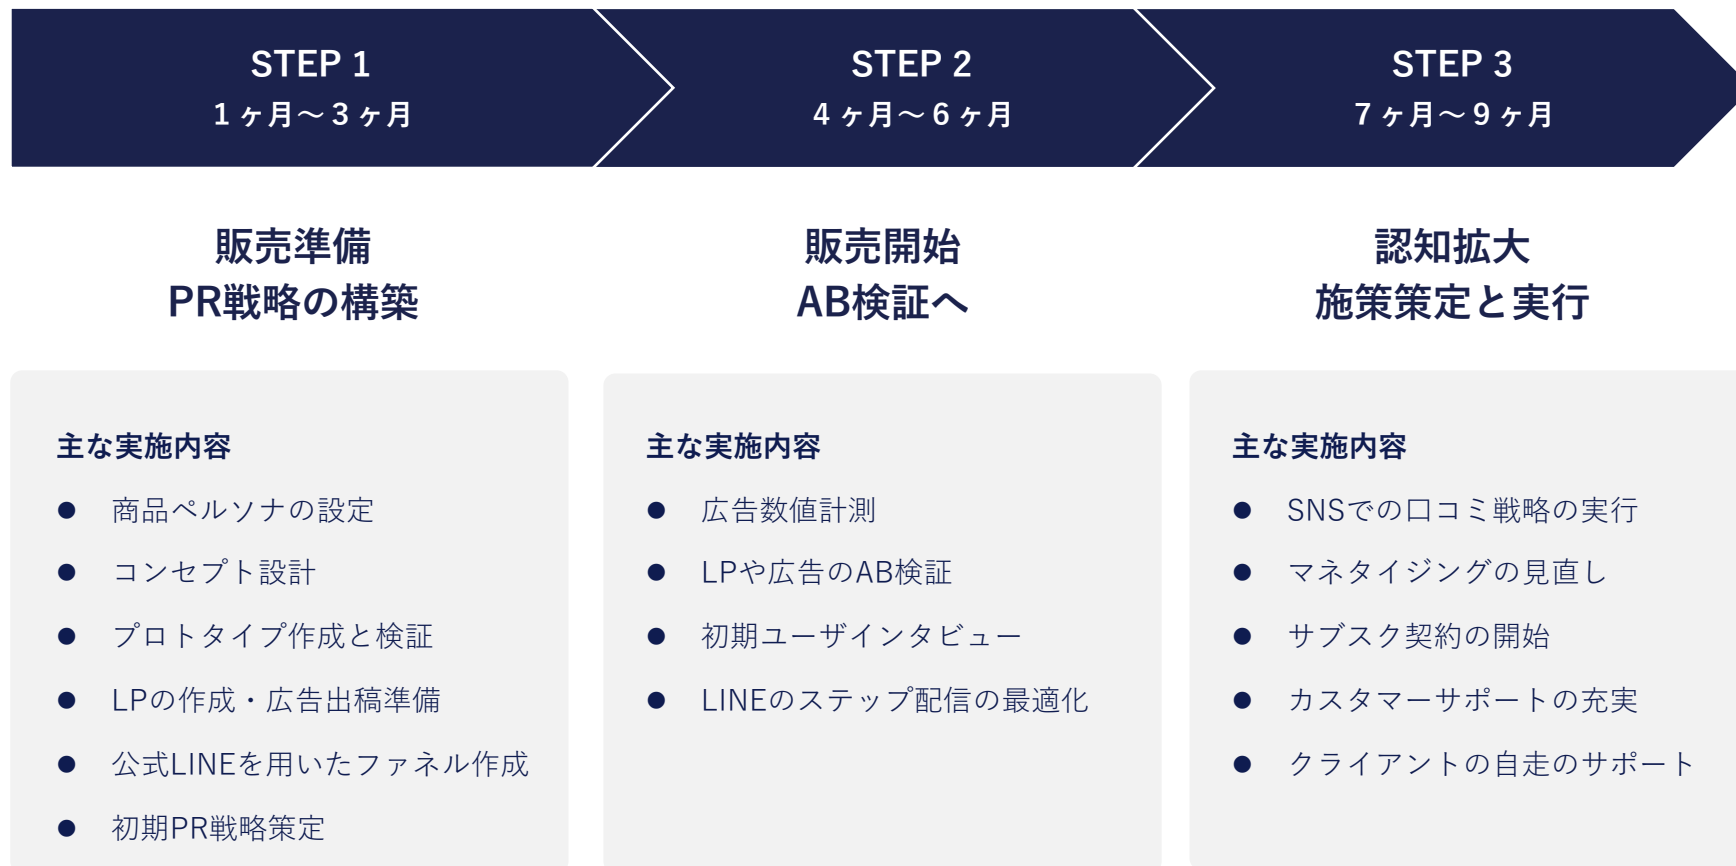 STEP 1
1 ヶ月～3 ヶ月
STEP 2
4 ヶ月～6 ヶ月
STEP 3
7 ヶ月～9 ヶ月
販売準備
PR戦略の構築
販売開始
AB検証へ
認知拡大
施策策定と実行
主な実施内容
● 商品ペルソナの設定
● コンセプト設計
● プロトタイプ作成と検証
● LPの作成・広告出稿準備
● 公式LINEを用いたファネル作成
● 初期PR戦略策定
主な実施内容
● 広告数値計測
● LPや広告のAB検証
● 初期ユーザインタビュー
● LINEのステップ配信の最適化
主な実施内容
● SNSでの口コミ戦略の実行
● マネタイジングの見直し
● サブスク契約の開始
● カスタマーサポートの充実
● クライアントの自走のサポート